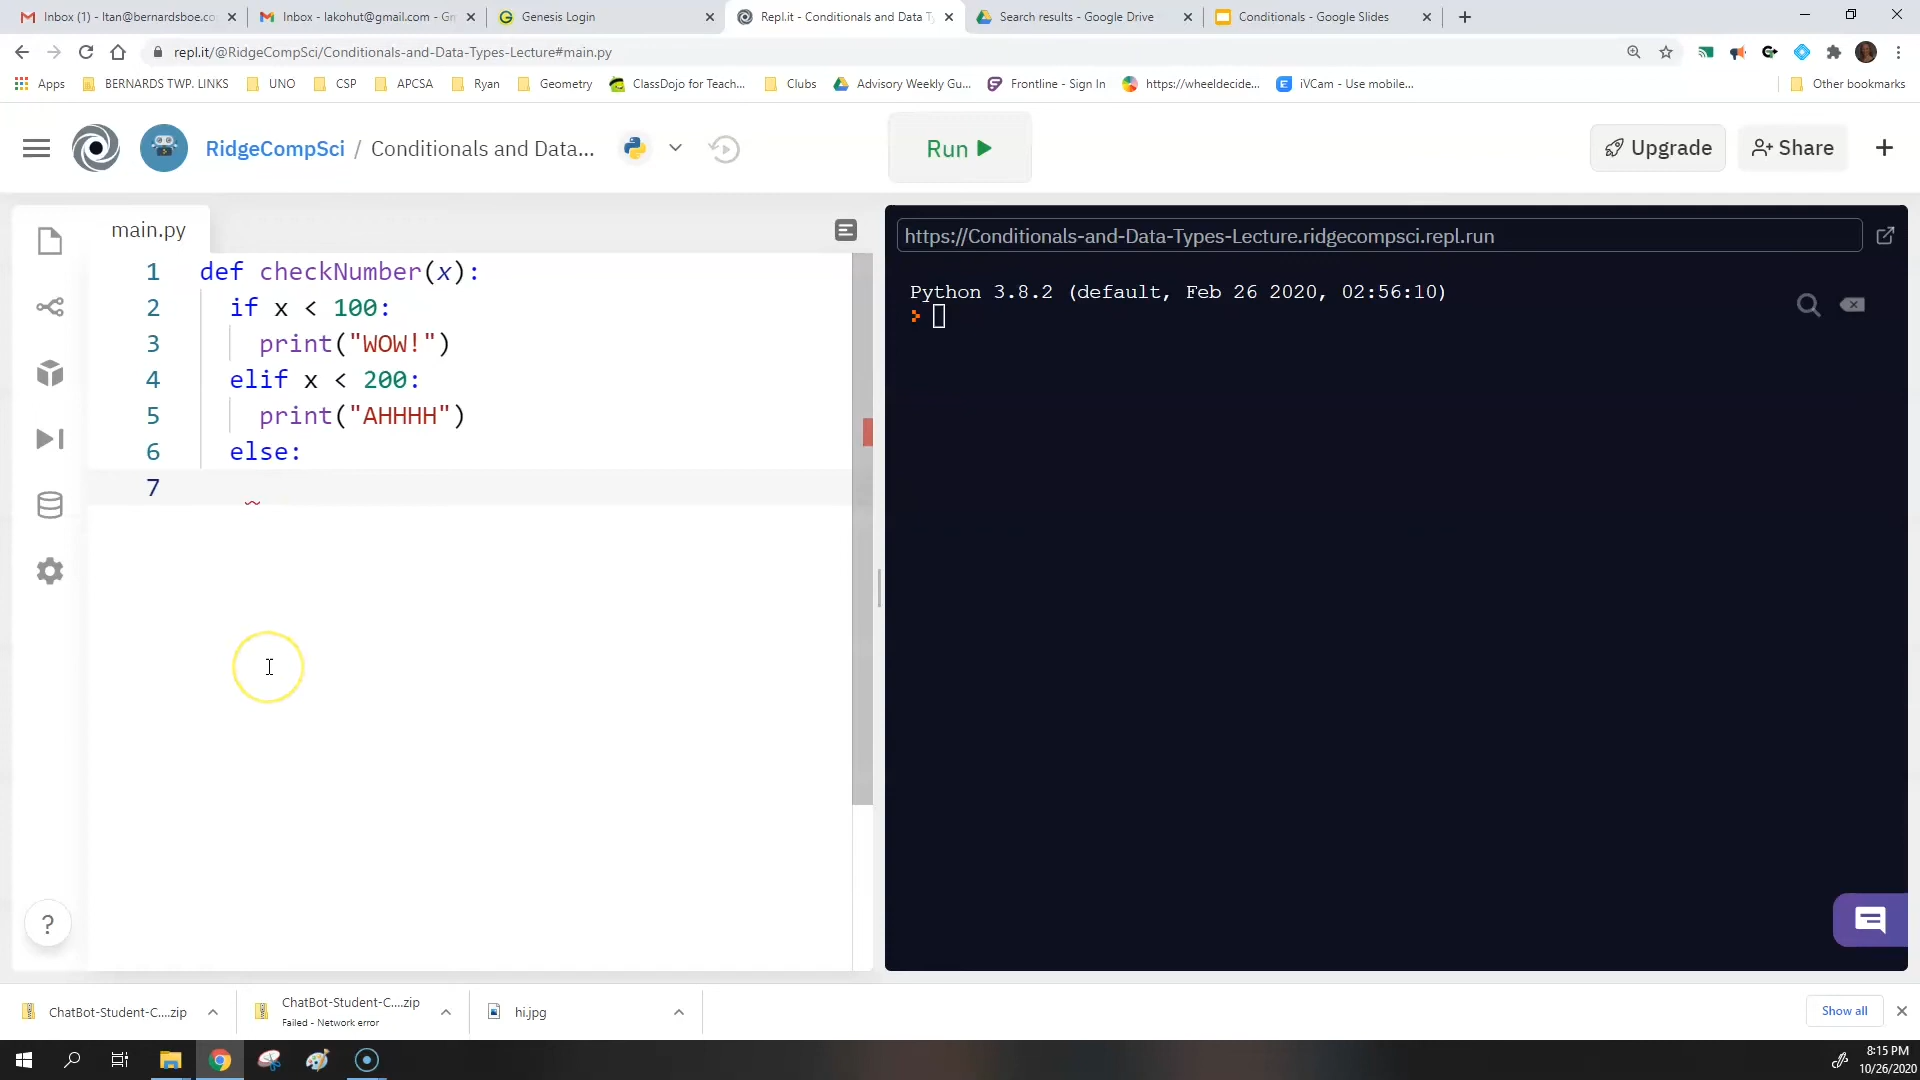 Inbox (1) - ltan@bernardsboe.co
Inbox - lakohut@gmail.com - Gm
Genesis Login
Repl.it - Conditionals and Data Ty
Search results - Google Drive
Conditionals - Google Slides
repl.it/@RidgeCompSci/Conditionals-and-Data-Types-Lecture#main.py
Apps
BERNARDS TWP. LINKS
UNO
CSP
APCSA
Ryan
Geometry
ClassDojo for Teach...
Clubs
Advisory Weekly Gu...
Frontline - Sign In
https://wheeldecide...
iVCam - Use mobile...
Other bookmarks
RidgeCompSci / Conditionals and Data...
Run
Upgrade
Share
main.py
1 def checkNumber(x):
2 if x < 100:
3 print("WOW!")
4 elif x < 200:
5 print("AHHHH")
6 else:
7
https://Conditionals-and-Data-Types-Lecture.ridgecompsci.repl.run
Python 3.8.2 (default, Feb 26 2020, 02:56:10)
?
ChatBot-Student-C....zip
ChatBot-Student-C....zip
Failed - Network error
hi.jpg
Show all
8:15 PM
10/26/2020